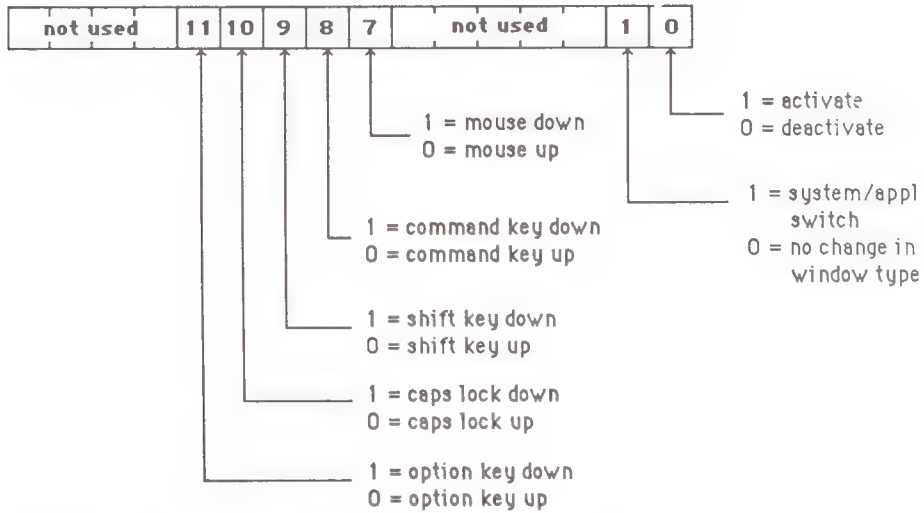 not used 11 10 9 8 7 not used 1 0
1 = activate
0 = deactivate
1 = mouse down
0 = mouse up
1 = system/appl
switch
0 = no change in
window type
1 = command key down
0 = command key up
1 = shift key down
0 = shift key up
1 = caps lock down
0 = caps lock up
1 = option key down
0 = option key up